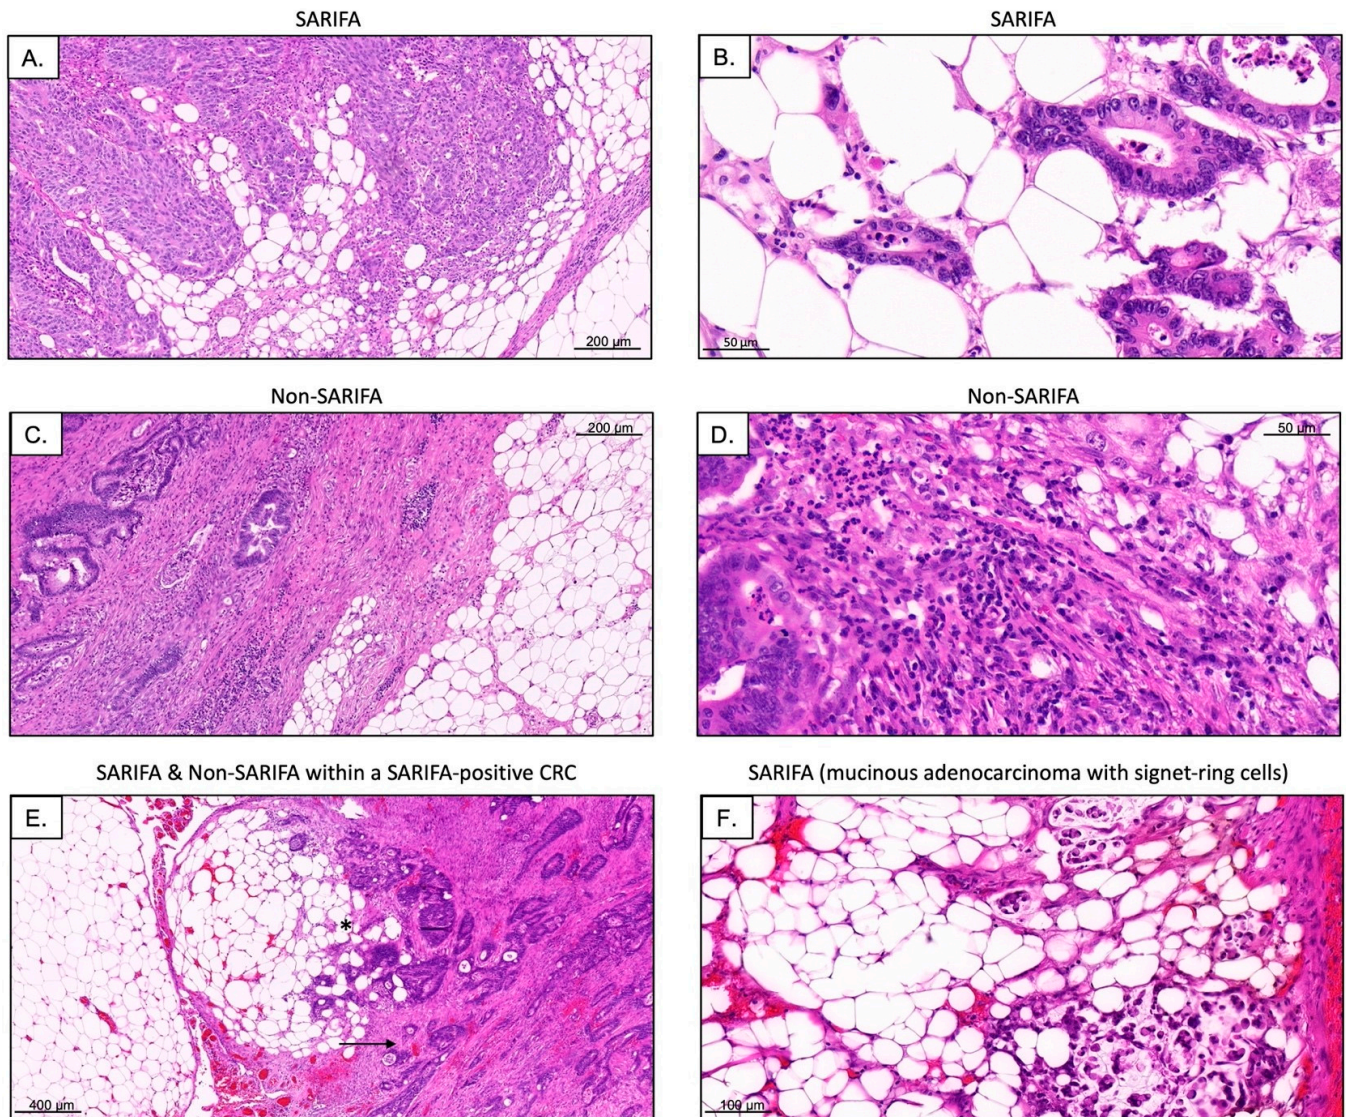 SARIFA
SARIFA
A.
B.
200 µm
50 µm
Non-SARIFA
Non-SARIFA
C.
200 µm
D.
50 µm
SARIFA & Non-SARIFA within a SARIFA-positive CRC
SARIFA (mucinous adenocarcinoma with signet-ring cells)
E.
F.
*
400 µm
100 µm